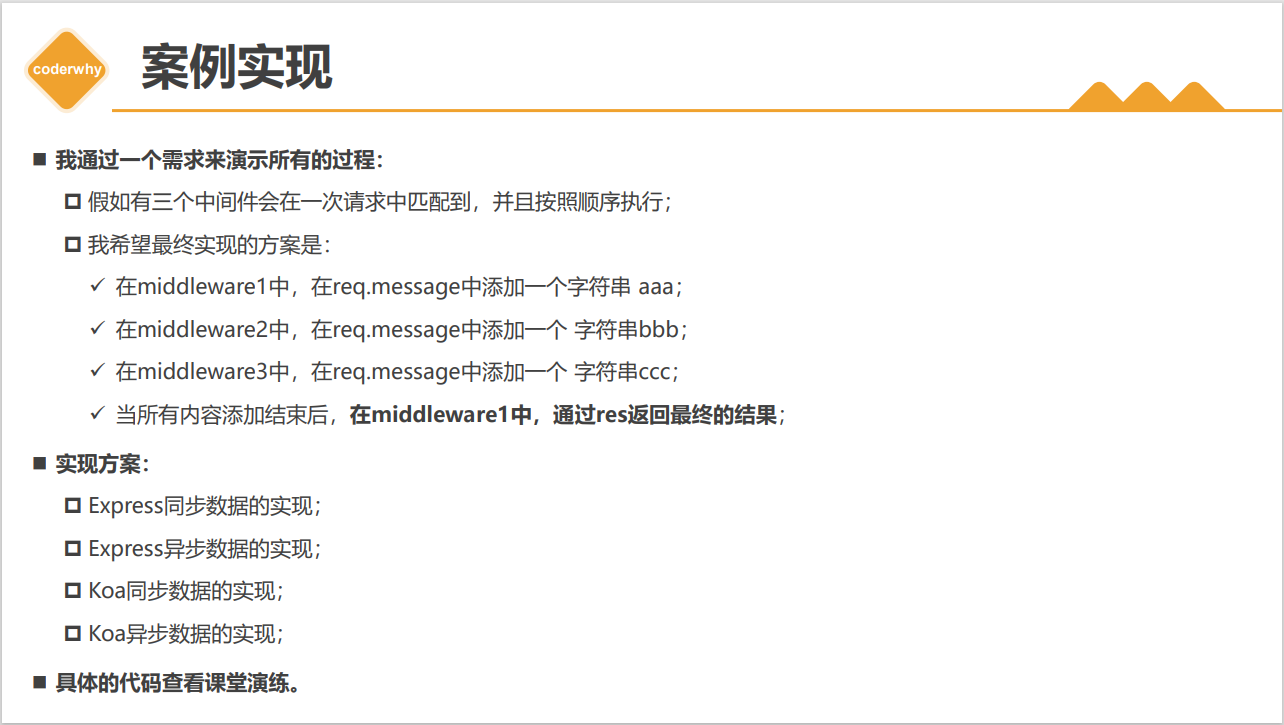 coderwhy
案例实现
我通过一个需求来演示所有的过程：
假如有三个中间件会在一次请求中匹配到，并且按照顺序执行；
我希望最终实现的方案是：
在middleware1中，在req.message中添加一个字符串 aaa；
在middleware2中，在req.message中添加一个 字符串bbb；
在middleware3中，在req.message中添加一个 字符串ccc；
当所有内容添加结束后，在middleware1中，通过res返回最终的结果；
实现方案：
Express同步数据的实现；
Express异步数据的实现；
Koa同步数据的实现；
Koa异步数据的实现；
具体的代码查看课堂演练。